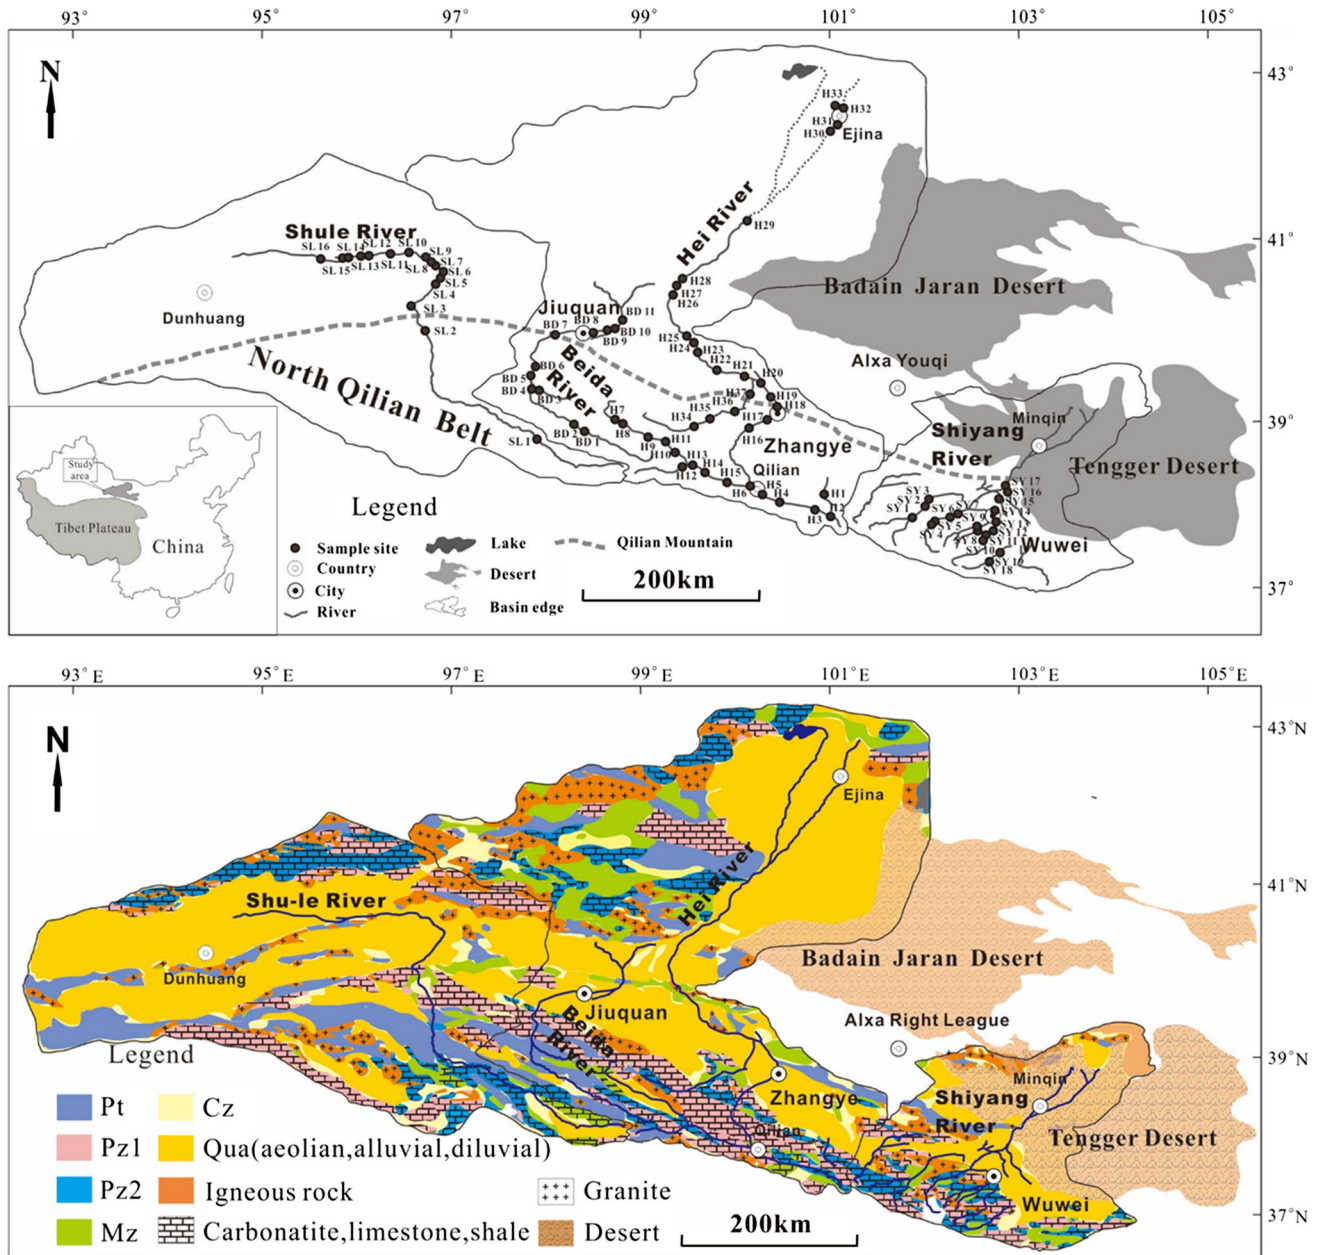 93° 95° 97° 99° 101 103° 105°
N
43°
H33
H32
H31
H30
Ejina
41°
Shule River
SL 16 SL 14 SL 12 SL 10 SL 9
SL 15 SL 13 SL 11 SL 8 SL 7
SL 6
SL 5
SL 4
SL 3
SL 2
Hei River
H29
H28
H27
H26
Badain Jaran Desert
Dunhuang
Jiuquan
BD 11
BD 7 BD 8 BD 10
BD 9
H25 H23
H24
H22 H21 H20
Alxa Youqi
North Qilian Belt
Beida
River
BD 6
BD 5
BD 4 BD 3
H37 H19
H36 H18
H7 H34 H35 H17
H8 H16
39°
Minqin
Shiyang
River
SL 1 BD 2 BD 1
H9 H11
H10
H13
H12 H14
H15
Zhangye
Qilian
H5
H6 H4
H1
H3
Tengger Desert
SY 17
SY 3 SY 16
SY 2 SY 15
SY 1 SY 6
SY 5
SY 4
SY 8 SY 11
SY 10
SY 18
Wuwei
37°
Study
area
Tibet Plateau
China
Legend
Sample site
Country
City
River
Lake
Desert
Basin edge
Qilian Mountain
200km
93°E 95°E 97°E 99°E 101°E 103°E 105°E
N
43°N
Ejina
41°N
Shu-le River
Hei River
Dunhuang
Badain Jaran Desert
Jiuquan
Beida
River
Alxa Right League
39°N
Minqin
Zhangye
Shiyang
River
Qilian
Tengger Desert
Wuwei
37°N
Legend
Pt
Cz
Pz1
Qua(aeolian,alluvial,diluvial)
Pz2
Igneous rock
Granite
Mz
Carbonatite,limestone,shale
Desert
200km